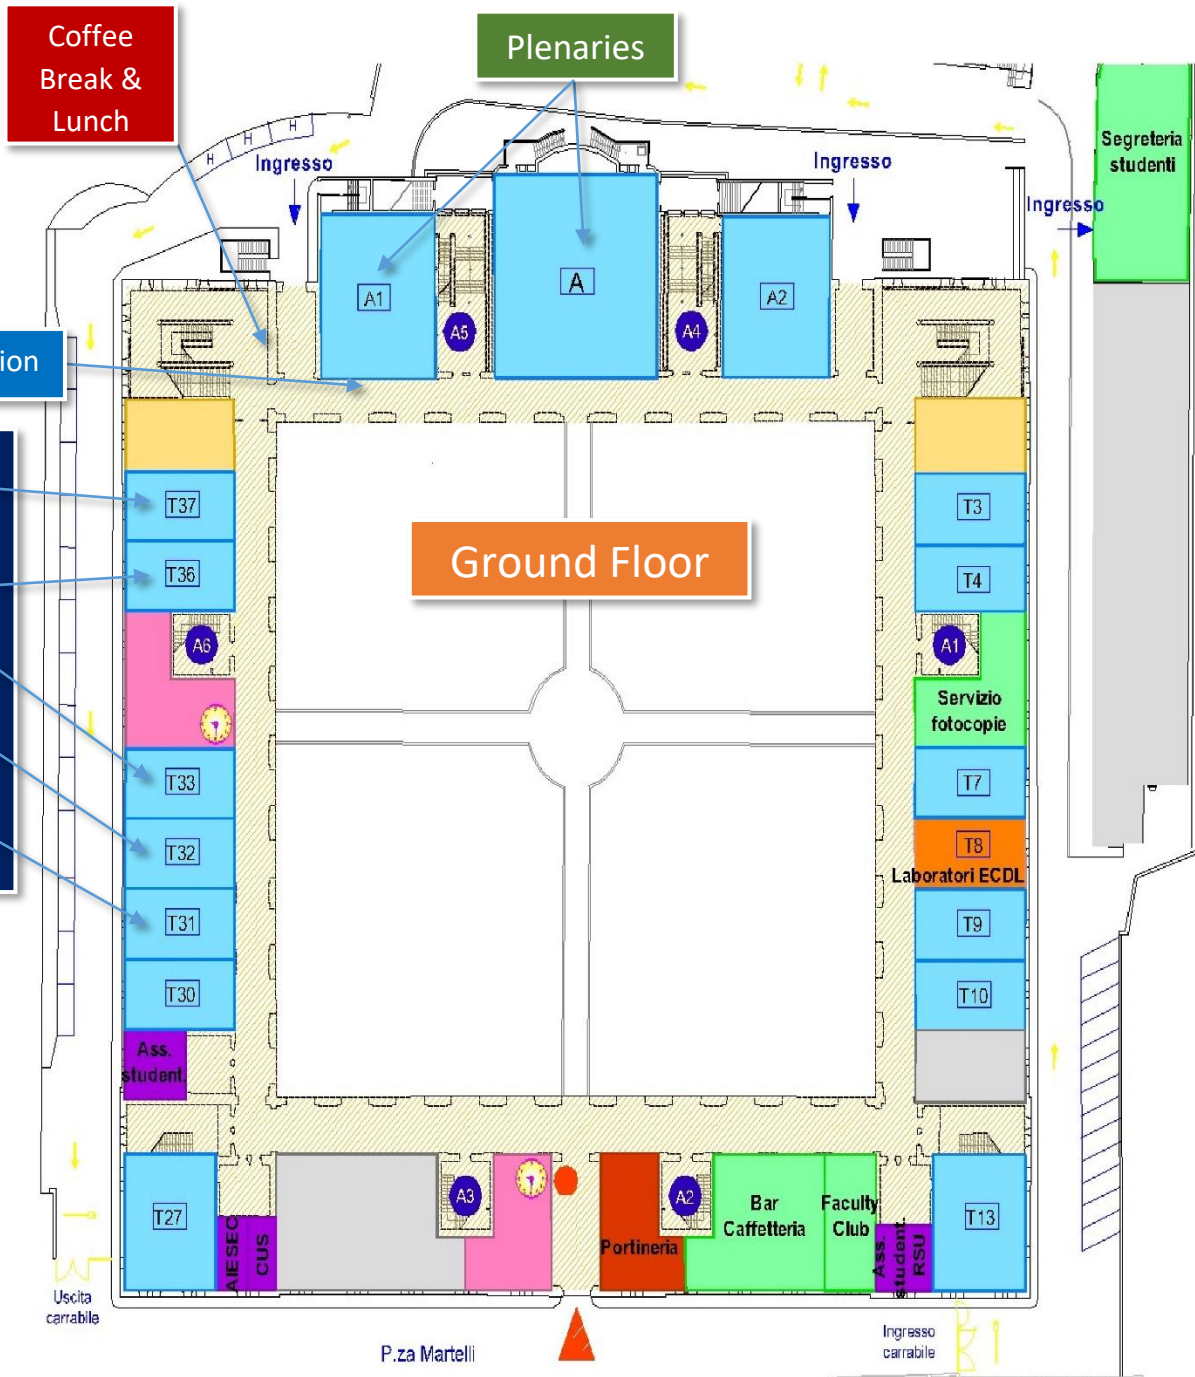 Coffee
Break &
Lunch
Plenaries
H
H
H
Ingresso
Ingresso
Segreteria
studenti
Ingresso
A1
A
A2
A5
A4
ion
T37
T3
Ground Floor
T36
T4
A6
A1
Servizio
fotocopie
T33
T7
T32
T8
Laboratori ECDL
T31
T9
T30
T10
Ass.
student.
T27
AIESEC
CUS
A3
Portineria
A2
Bar
Caffetteria
Faculty
Club
Ass.
student.
RSU
T13
Uscita
carrabile
P.za Martelli
Ingresso
carrabile